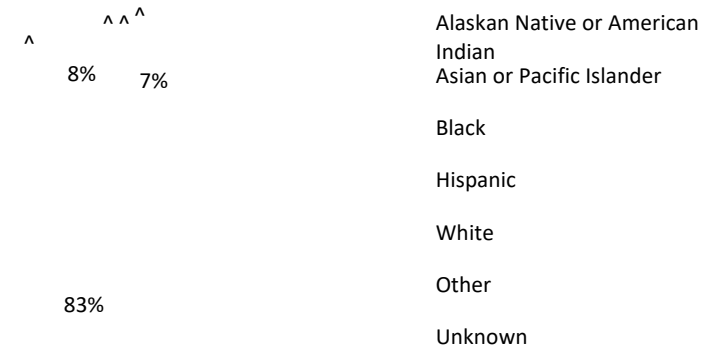 ^ ^ ^
^
8% 7%
83%
Alaskan Native or American
Indian
Asian or Pacific Islander
Black
Hispanic
White
Other
Unknown